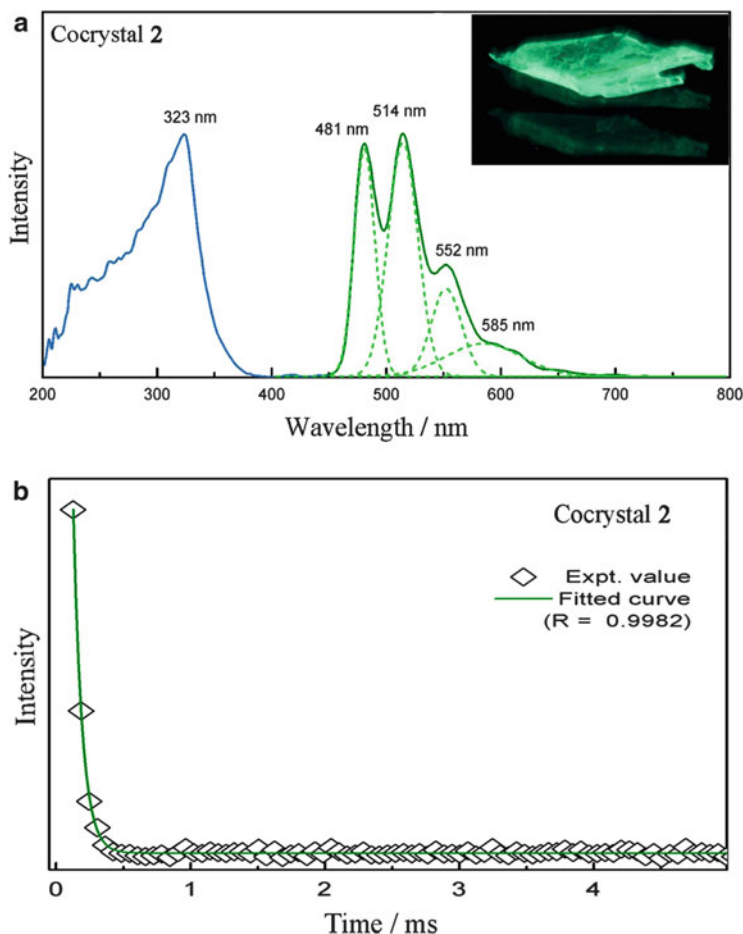 a
Cocrystal 2
323 nm
481 nm
514 nm
552 nm
585 nm
Intensity
200 300 400 500 600 700 800
Wavelength / nm
b
Cocrystal 2
Expt. value
Fitted curve
(R = 0.9982)
Intensity
0 1 2 3 4
Time / ms